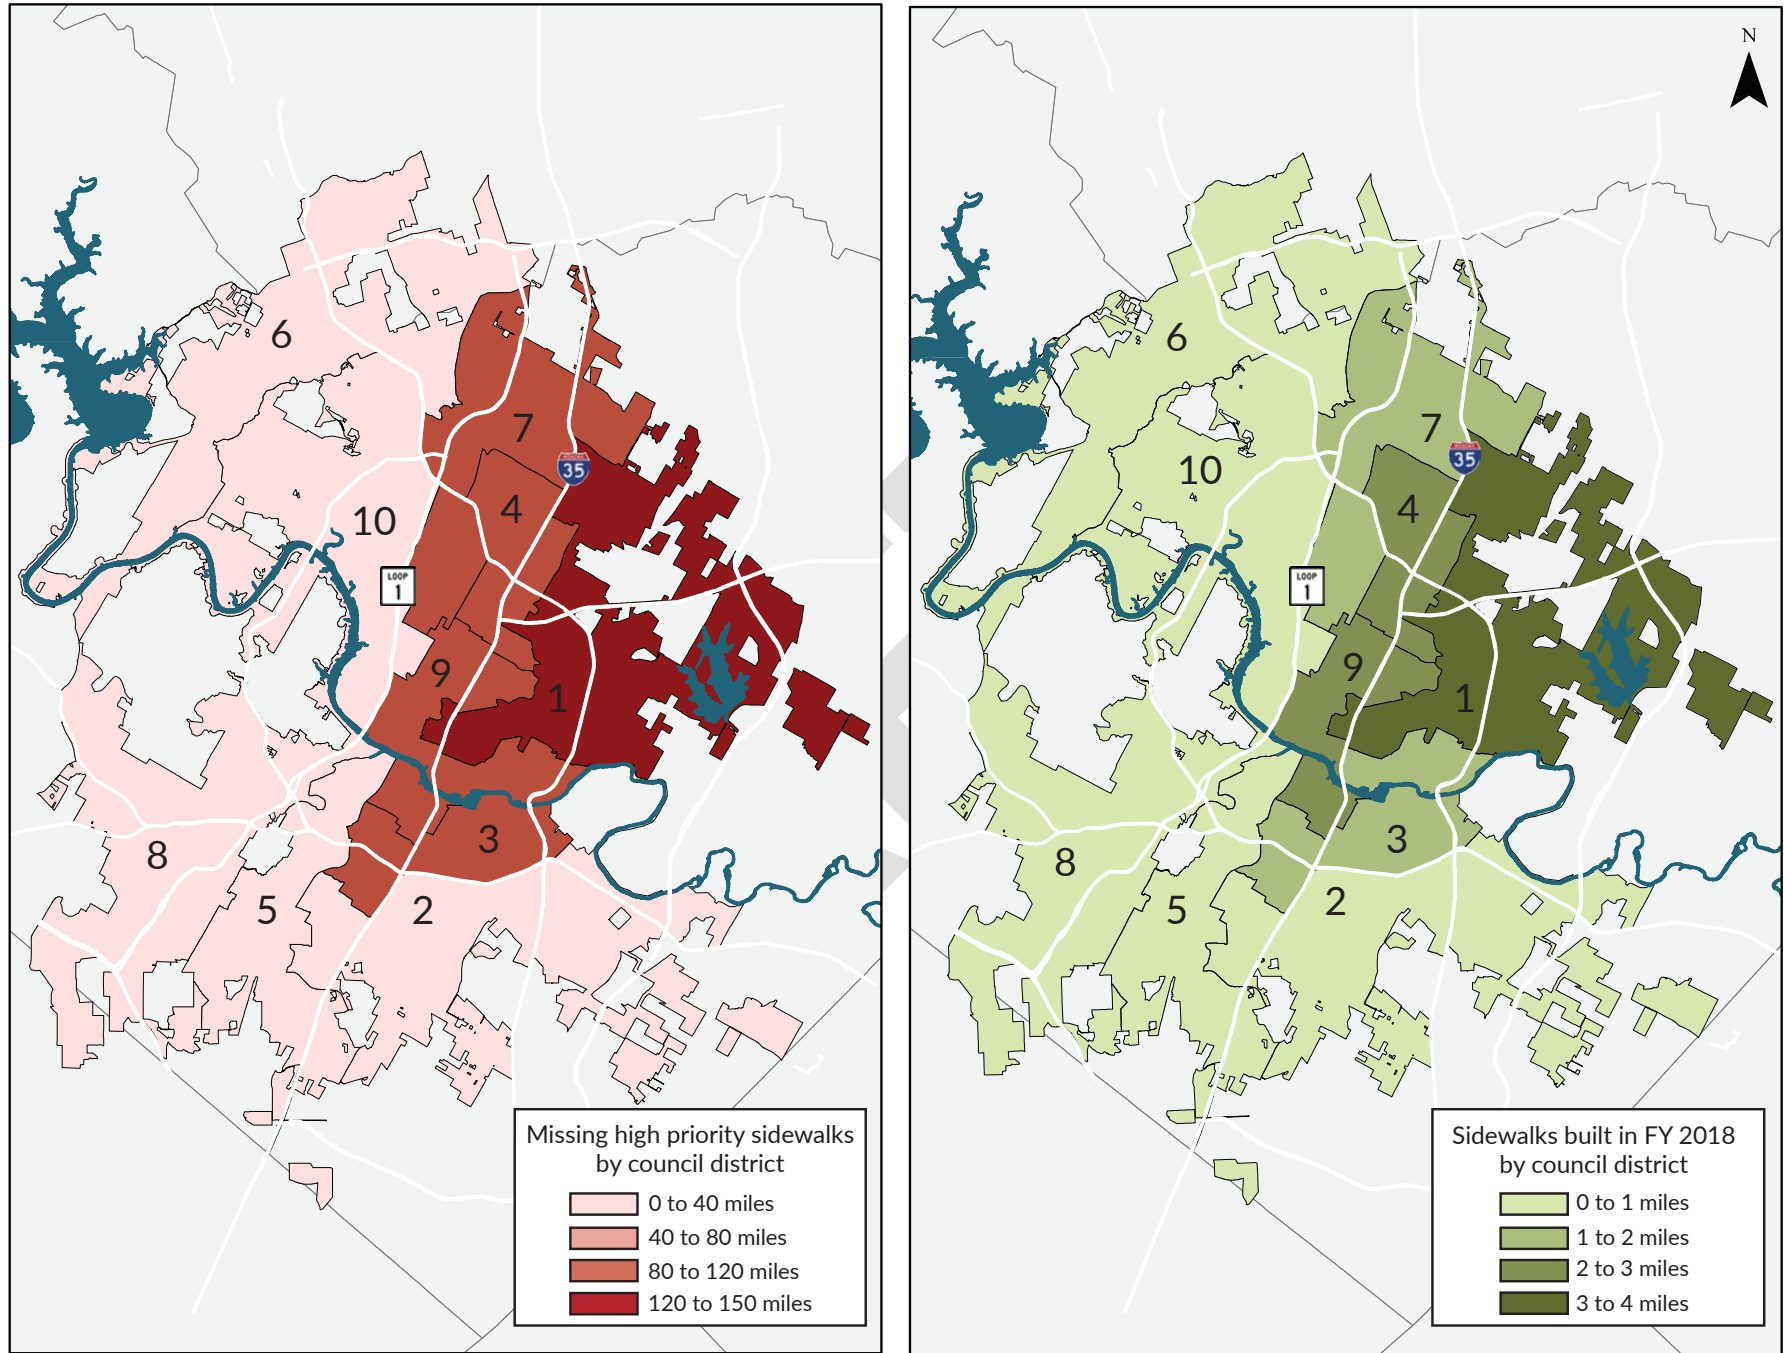 6
7
10
4
35
LOOP
1
9
1
3
8
5
2
Missing high priority sidewalks
by council district
0 to 40 miles
40 to 80 miles
80 to 120 miles
120 to 150 miles
N
6
7
10
35
4
LOOP
1
9
1
3
8
5
2
Sidewalks built in FY 2018
by council district
0 to 1 miles
1 to 2 miles
2 to 3 miles
3 to 4 miles